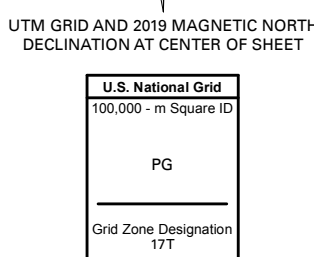 UTM GRID AND 2019 MAGNETIC NORTH
DECLINATION AT CENTER OF SHEET
U.S. National Grid
100,000 - m Square ID
PG
Grid Zone Designation
17T